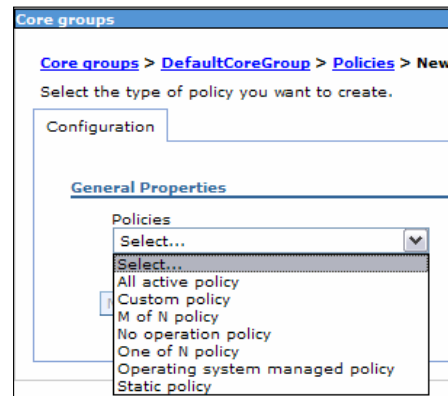 Core groups
Core groups > DefaultCoreGroup > Policies > New
Select the type of policy you want to create.
Configuration
General Properties
Policies
Select...
Select...
All active policy
Custom policy
M of N policy
No operation policy
One of N policy
Operating system managed policy
Static policy